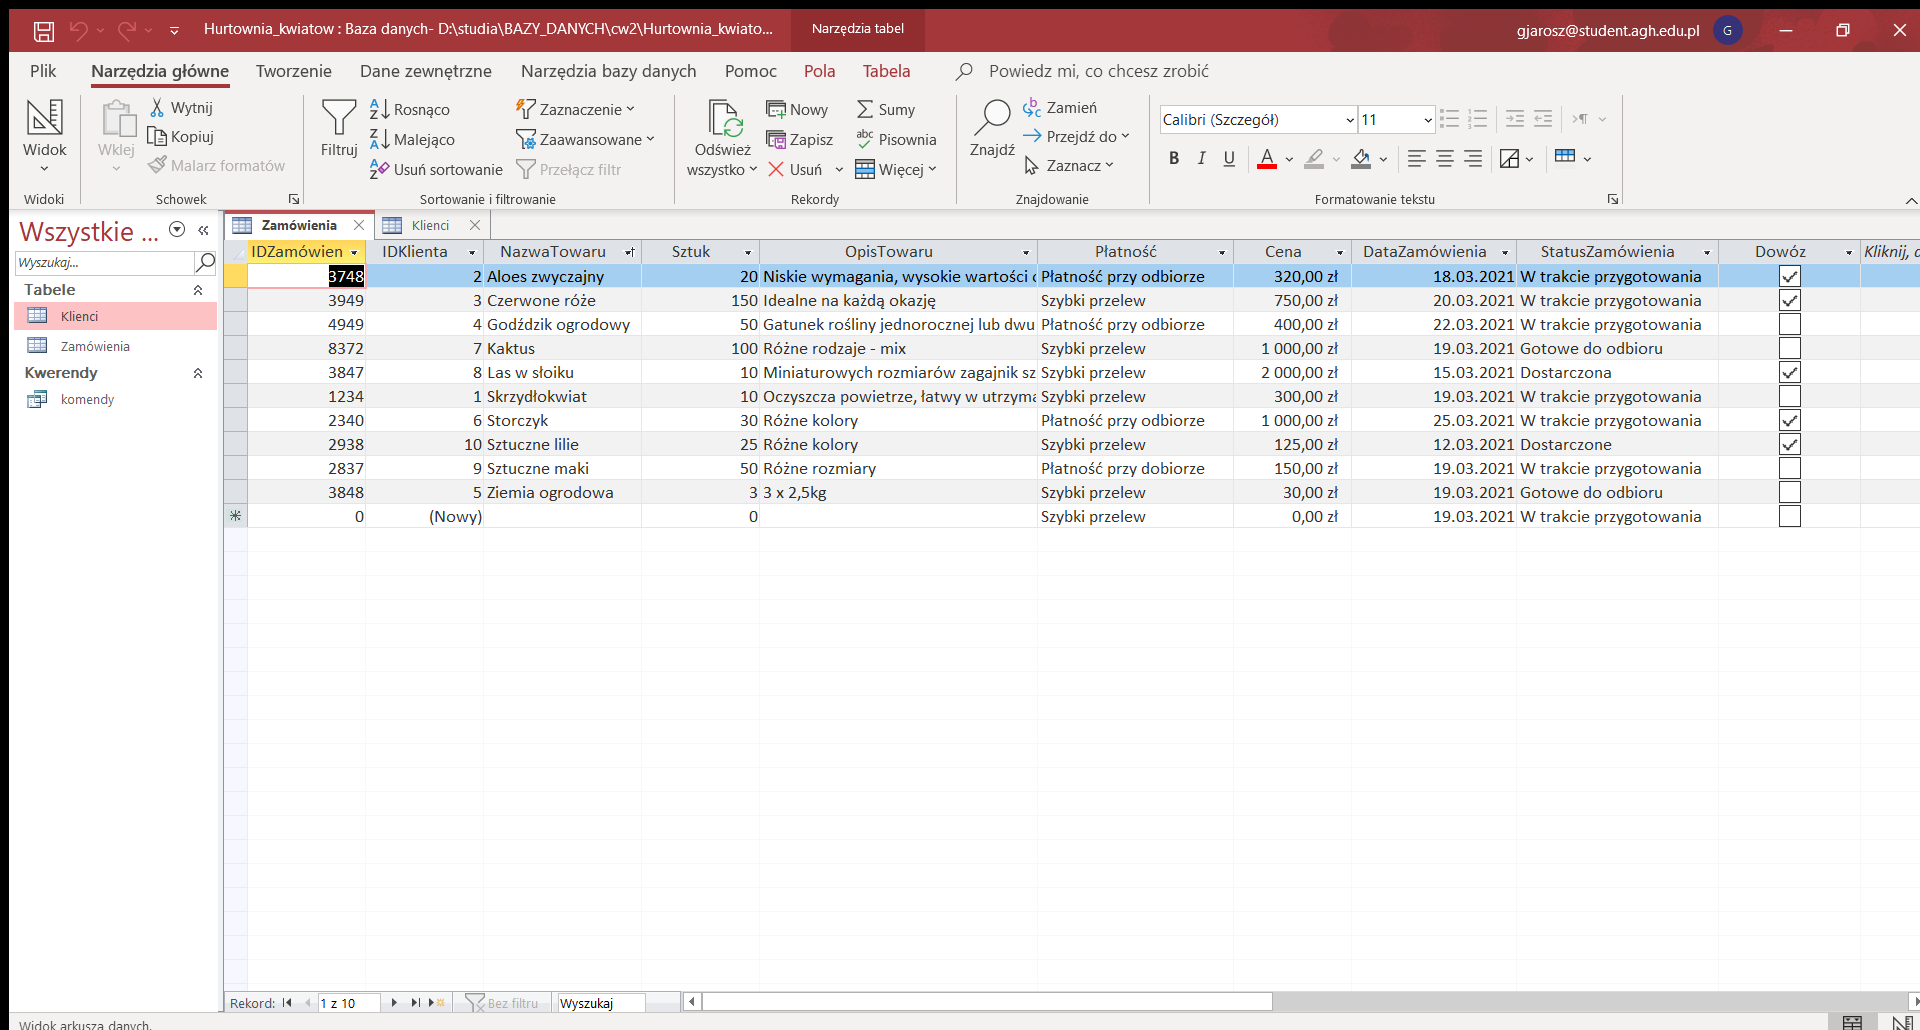 Hurtownia_kwiatow : Baza danych- D:\studia\BAZY_DANYCH\cw2\Hurtownia_kwiato...
Narzędzia tabel
gjarosz@student.agh.edu.pl
G
Plik
Narzędzia główne
Tworzenie
Dane zewnętrzne
Narzędzia bazy danych
Pomoc
Pola
Tabela
Powiedz mi, co chcesz zrobić
Widok
Widoki
Wklej
Wytnij
Kopiuj
Malarz formatów
Schowek
Filtruj
Rosnąco
Malejąco
Usuń sortowanie
Zaznaczenie
Zaawansowane
Przełącz filtr
Sortowanie i filtrowanie
Odśwież
wszystko
Nowy
Zapisz
Usuń
Sumy
Pisownia
Więcej
Rekordy
Znajdź
Zamień
Przejdź do
Zaznacz
Znajdowanie
Calibri (Szczegół)
11
B I U
Formatowanie tekstu
Wszystkie ...
Wyszukaj...
Tabele
Klienci
Zamówienia
Kwerendy
komendy
Zamówienia
Klienci
IDZamówien IDKlienta NazwaTowaru Sztuk OpisTowaru Płatność Cena DataZamówienia StatusZamówienia Dowóz Kliknij,
3748 2 Aloes zwyczajny 20 Niskie wymagania, wysokie wartości Płatność przy odbiorze 320,00 zł 18.03.2021 W trakcie przygotowania
3949 3 Czerwone róże 150 Idealne na każdą okazję Szybki przelew 750,00 zł 20.03.2021 W trakcie przygotowania
4949 4 Godździk ogrodowy 50 Gatunek rośliny jednorocznej lub dwu Płatność przy odbiorze 400,00 zł 22.03.2021 W trakcie przygotowania
8372 7 Kaktus 100 Różne rodzaje - mix Szybki przelew 1 000,00 zł 19.03.2021 Gotowe do odbioru
3847 8 Las w słoiku 10 Miniaturowych rozmiarów zagajnik sz Szybki przelew 2 000,00 zł 15.03.2021 Dostarczona
1234 1 Skrzydłokwiat 10 Oczyszcza powietrze, łatwy w utrzyma Szybki przelew 300,00 zł 19.03.2021 W trakcie przygotowania
2340 6 Storczyk 30 Różne kolory Płatność przy odbiorze 1 000,00 zł 25.03.2021 W trakcie przygotowania
2938 10 Sztuczne lilie 25 Różne kolory Szybki przelew 125,00 zł 12.03.2021 Dostarczone
2837 9 Sztuczne maki 50 Różne rozmiary Płatność przy dobiorze 150,00 zł 19.03.2021 W trakcie przygotowania
3848 5 Ziemia ogrodowa 3 3 x 2,5kg Szybki przelew 30,00 zł 19.03.2021 Gotowe do odbioru
0 (Nowy) 0 Szybki przelew 0,00 zł 19.03.2021 W trakcie przygotowania
Rekord: 1 z 10 Bez filtru Wyszukaj
Widok arkusza danych.